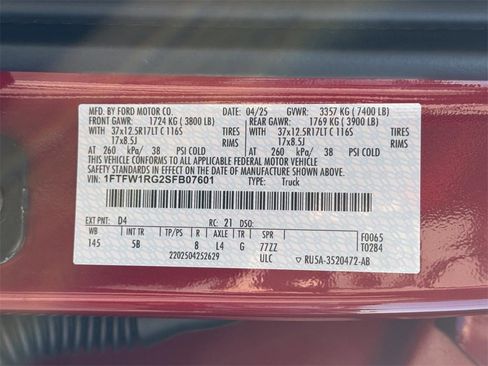 MFD. BY FORD MOTOR CO. 04/25 GVWR: 3357 KG ( 7400 LB)
FRONT GAWR: 1724 KG ( 3800 LB) REAR GAWR: 1769 KG ( 3900 LB)
WITH 37x12.5R17LT C 116S TIRES WITH 37x12.5R17LT C 116S TIRES
17x8.5J RIMS 17x8.5J RIMS
AT 260 kPa/ 38 PSI COLD AT 260 kPa/ 38 PSI COLD
THIS VEHICLE CONFORMS TO ALL APPLICABLE FEDERAL MOTOR VEHICLE
SAFETY STANDARDS IN EFFECT ON THE DATE OF MANUFACTURE SHOWN ABOVE.
VIN: 1FTFW1RG2SFB07601 TYPE: Truck
EXT PNT: D4 RC: 21 DSO:
WB INT TR TP/PS R AXLE TR SPR F0065
145 5B 8 L4 G 77ZZ T0284
2202504252629 ULC RU5A-3520472-AB